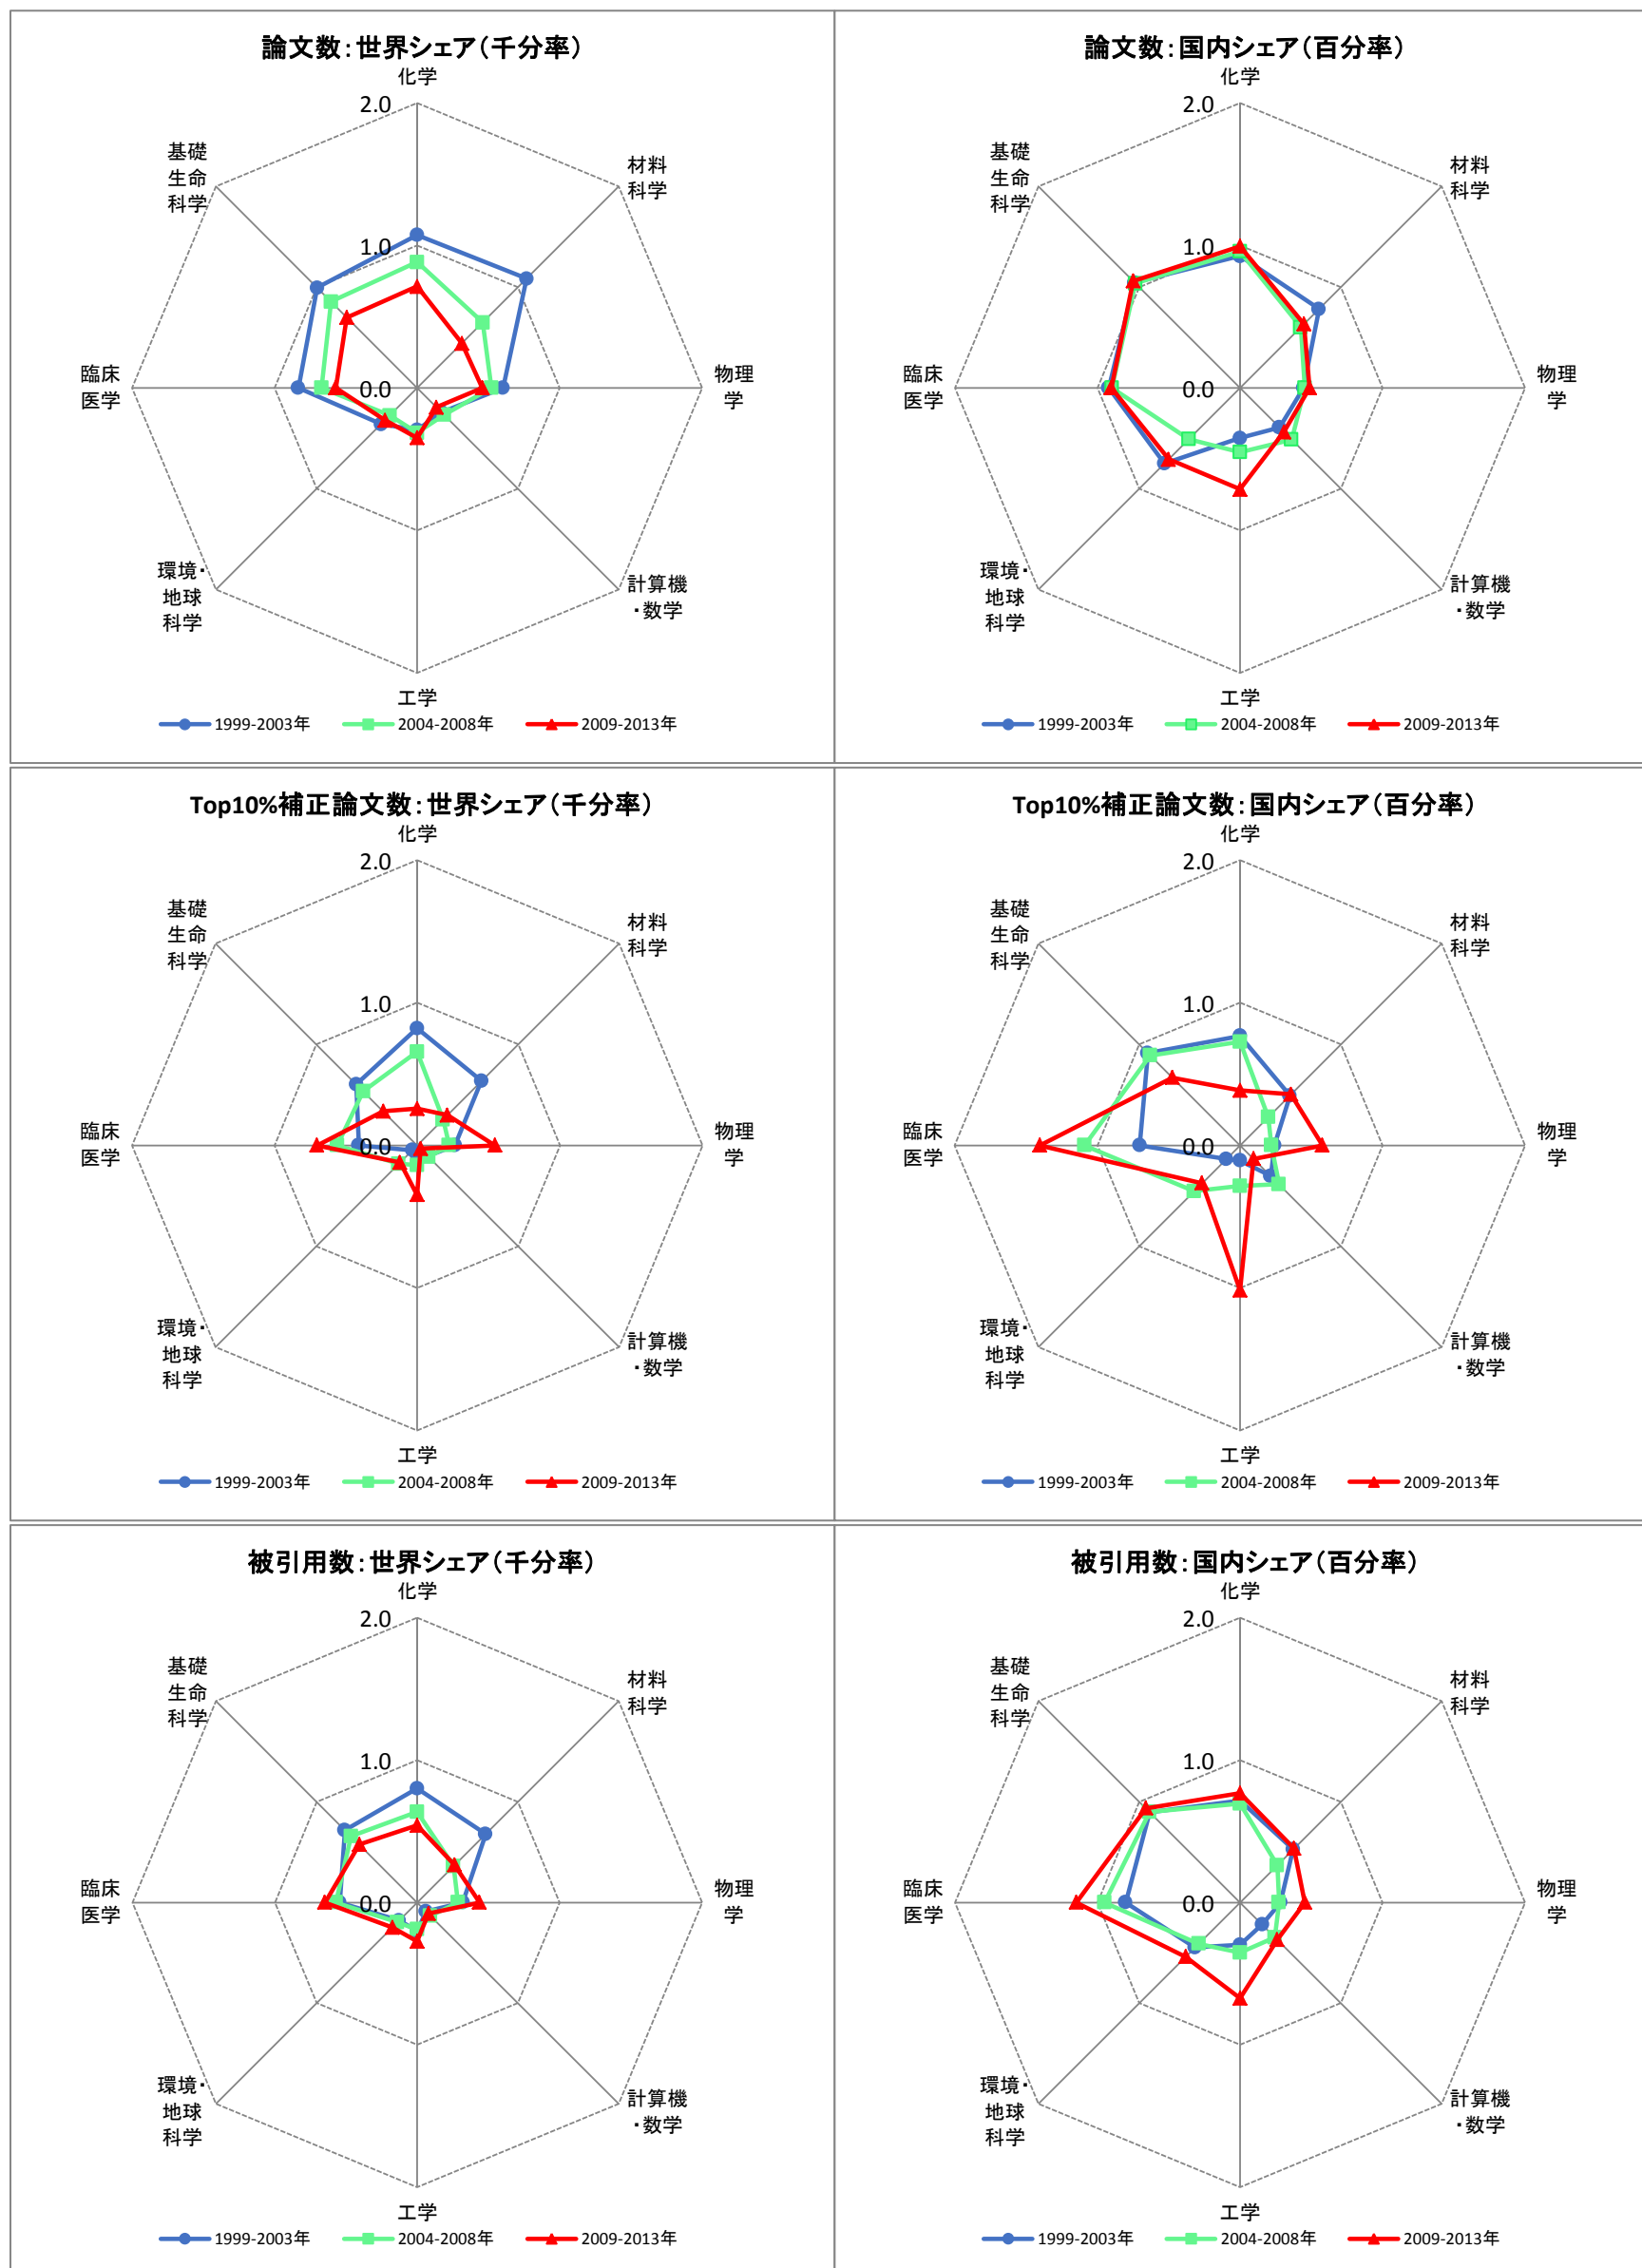 論文数：世界シェア（千分率）
化学
2.0
基礎
生命
科学
材料
科学
1.0
臨床
医学
0.0
物理
学
環境・
地球
科学
計算機
・数学
工学
1999-2003年 2004-2008年 2009-2013年
論文数：国内シェア（百分率）
化学
2.0
基礎
生命
科学
材料
科学
1.0
臨床
医学
0.0
物理
学
環境・
地球
科学
計算機
・数学
工学
1999-2003年 2004-2008年 2009-2013年
Top10%補正論文数：世界シェア（千分率）
化学
2.0
基礎
生命
科学
材料
科学
1.0
臨床
医学
0.0
物理
学
環境・
地球
科学
計算機
・数学
工学
1999-2003年 2004-2008年 2009-2013年
Top10%補正論文数：国内シェア（百分率）
化学
2.0
基礎
生命
科学
材料
科学
1.0
臨床
医学
0.0
物理
学
環境・
地球
科学
計算機
・数学
工学
1999-2003年 2004-2008年 2009-2013年
被引用数：世界シェア（千分率）
化学
2.0
基礎
生命
科学
材料
科学
1.0
臨床
医学
0.0
物理
学
環境・
地球
科学
計算機
・数学
工学
1999-2003年 2004-2008年 2009-2013年
被引用数：国内シェア（百分率）
化学
2.0
基礎
生命
科学
材料
科学
1.0
臨床
医学
0.0
物理
学
環境・
地球
科学
計算機
・数学
工学
1999-2003年 2004-2008年 2009-2013年